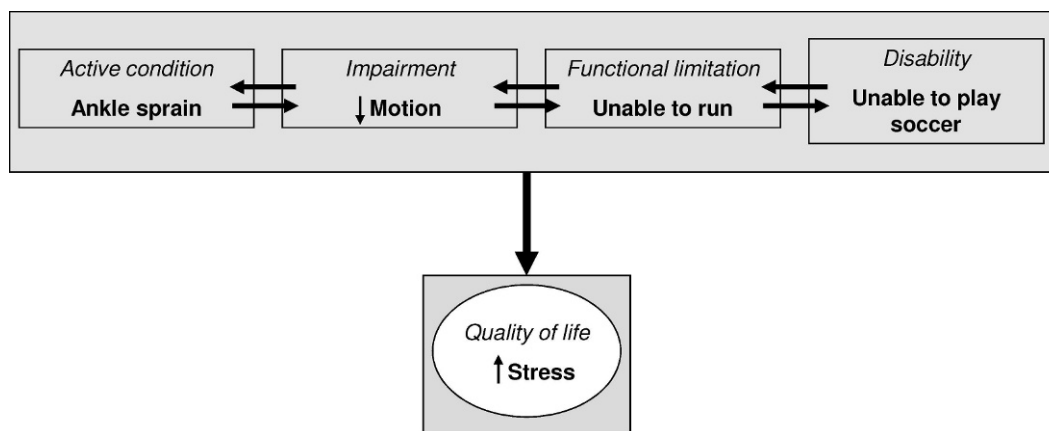 Active condition
Ankle sprain
Impairment
↓ Motion
Functional limitation
Unable to run
Disability
Unable to play
soccer
Quality of life
↑ Stress